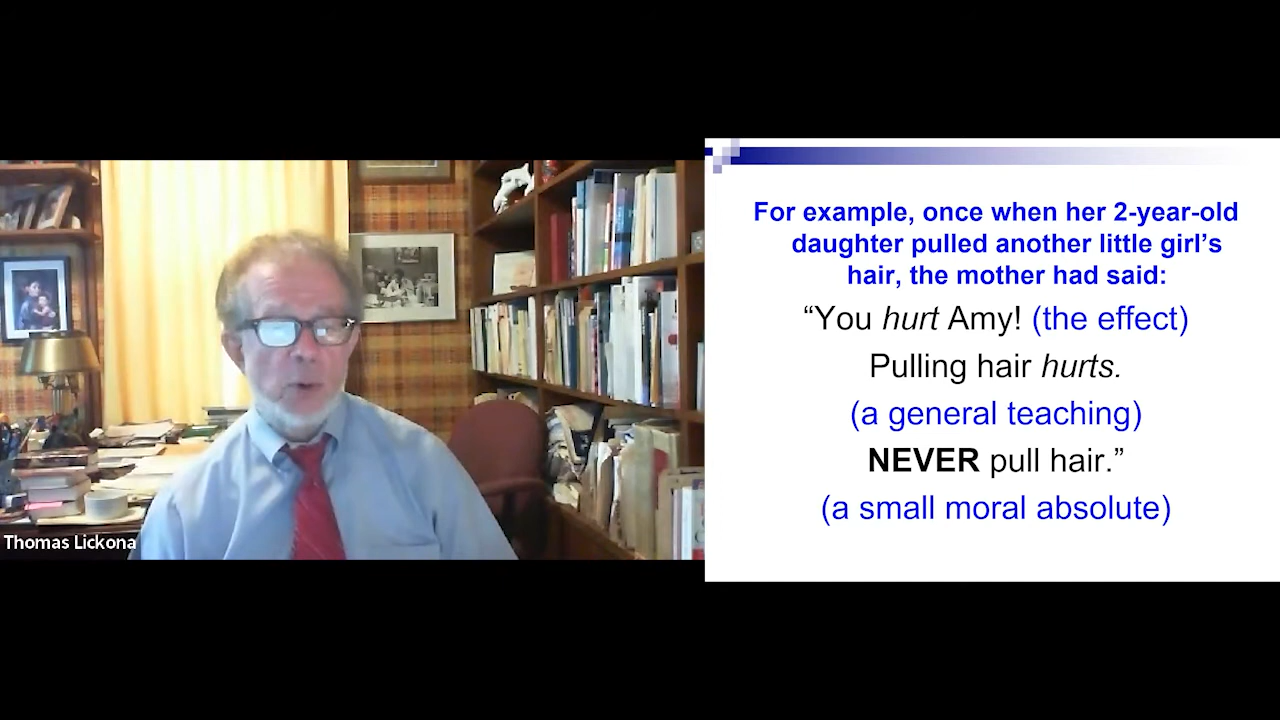 Thomas Lickona
For example, once when her 2-year-old
daughter pulled another little girl’s
hair, the mother had said:
“You hurt Amy! (the effect)
Pulling hair hurts.
(a general teaching)
NEVER pull hair.”
(a small moral absolute)